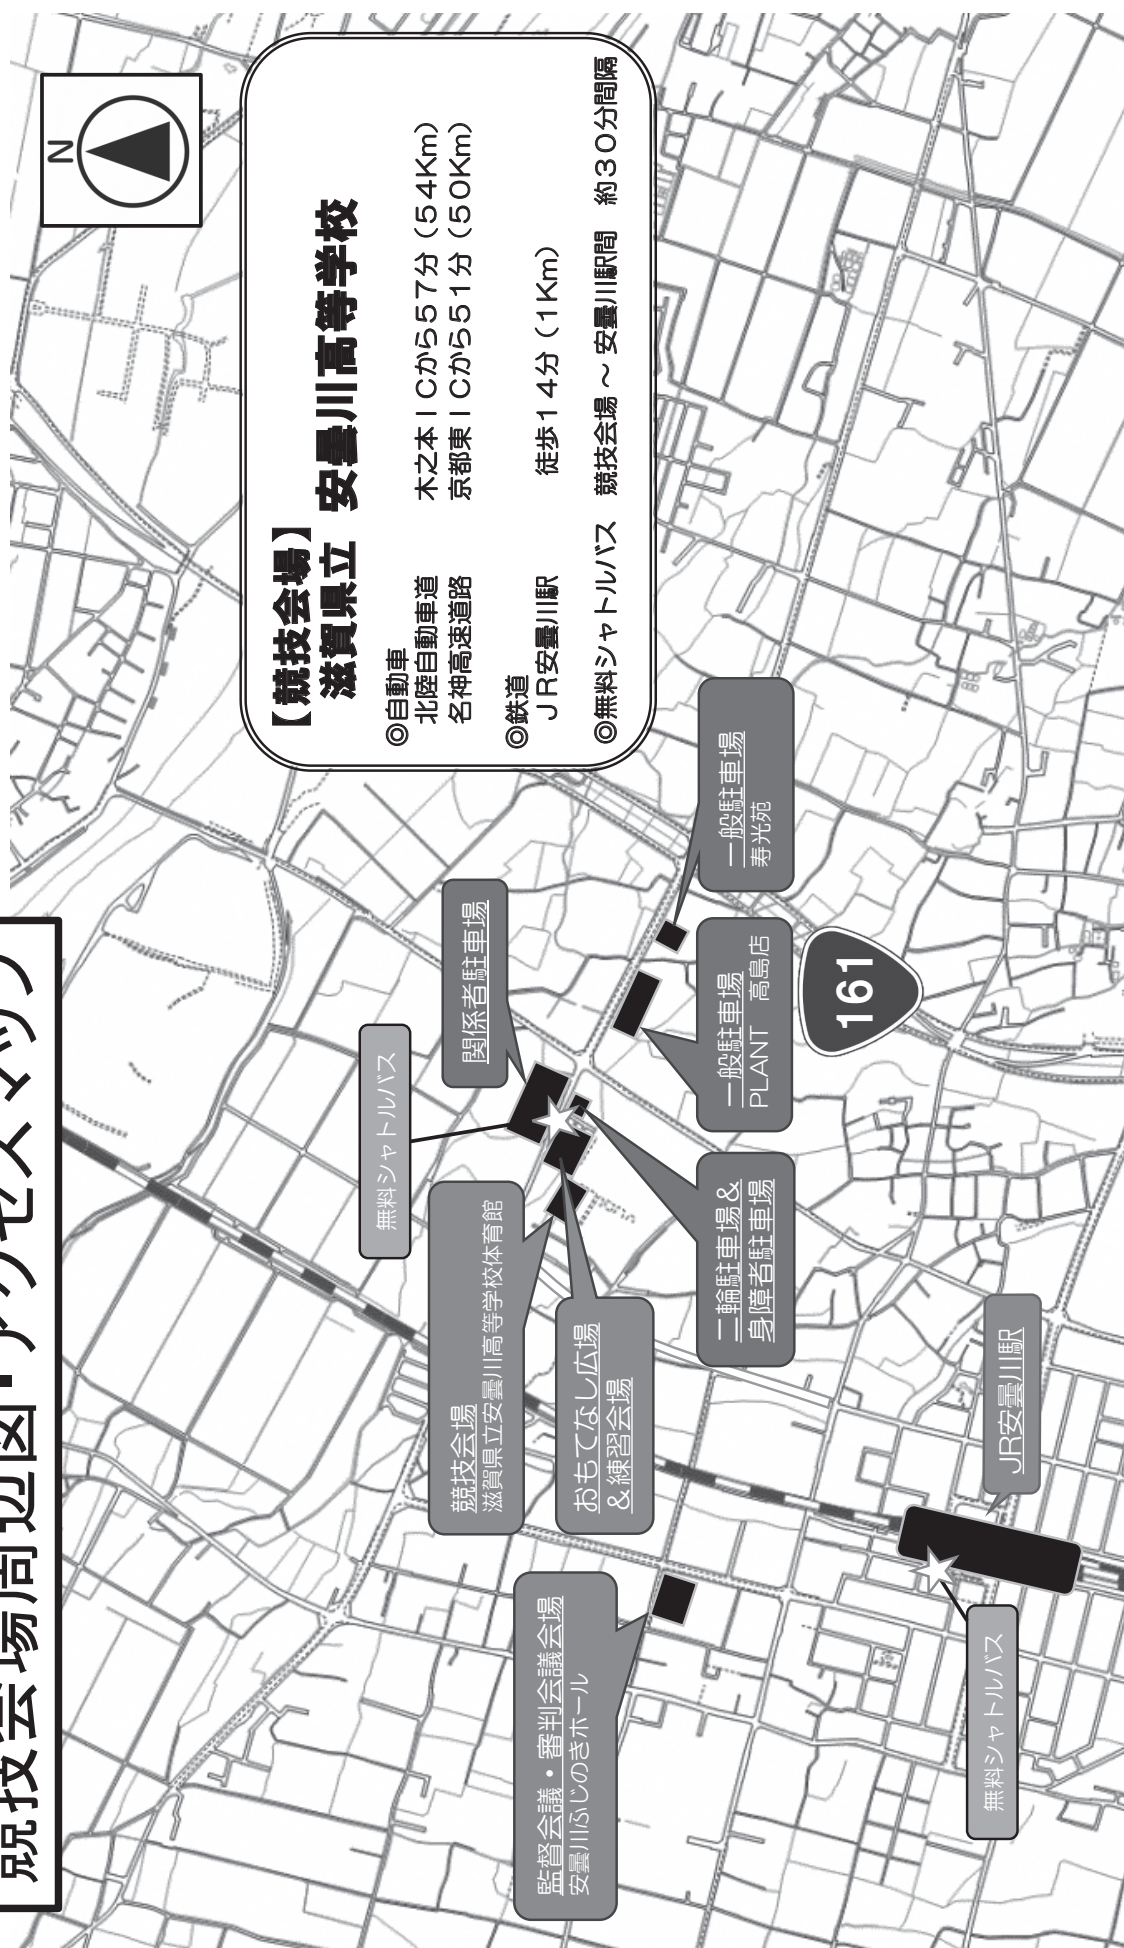 競技会場周辺図・アクセスマップ
N
【競技会場】
滋賀県立 安曇川高等学校
◎自動車
北陸自動車道 木之本ＩＣから５７分（５４Km）
名神高速道路 京都東ＩＣから５１分（５０Km）
◎鉄道
ＪＲ安曇川駅 徒歩１４分（１Km）
◎無料シャトルバス 競技会場 ～ 安曇川駅間 約３０分間隔
無料シャトルバス
関係者駐車場
一般駐車場
寿光苑
競技会場
滋賀県立安曇川高等学校体育館
おもてなし広場
＆練習会場
二輪駐車場＆
身障者駐車場
一般駐車場
PLANT 高島店
161
監督会議・審判会議会場
安曇川ふじのきホール
JR安曇川駅
無料シャトルバス